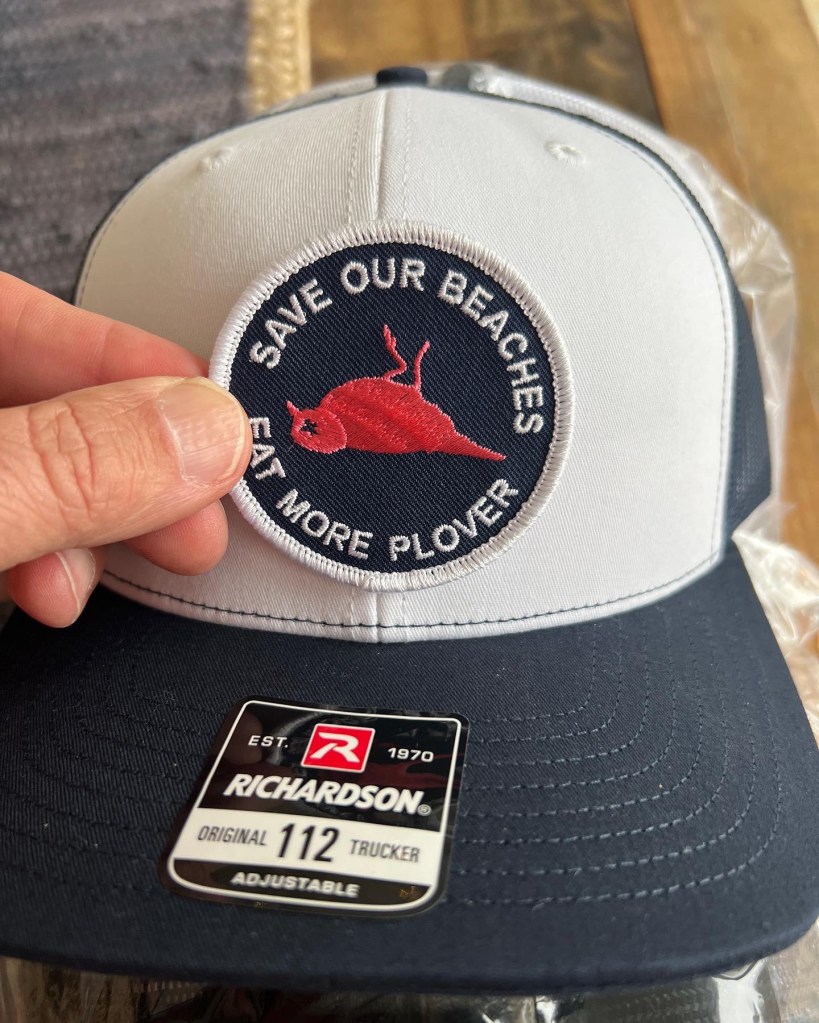 SAVE OUR BEACHES
EAT MORE PLOVER
EST. R 1970
RICHARDSON®
ORIGINAL 112 TRUCKER
ADJUSTABLE